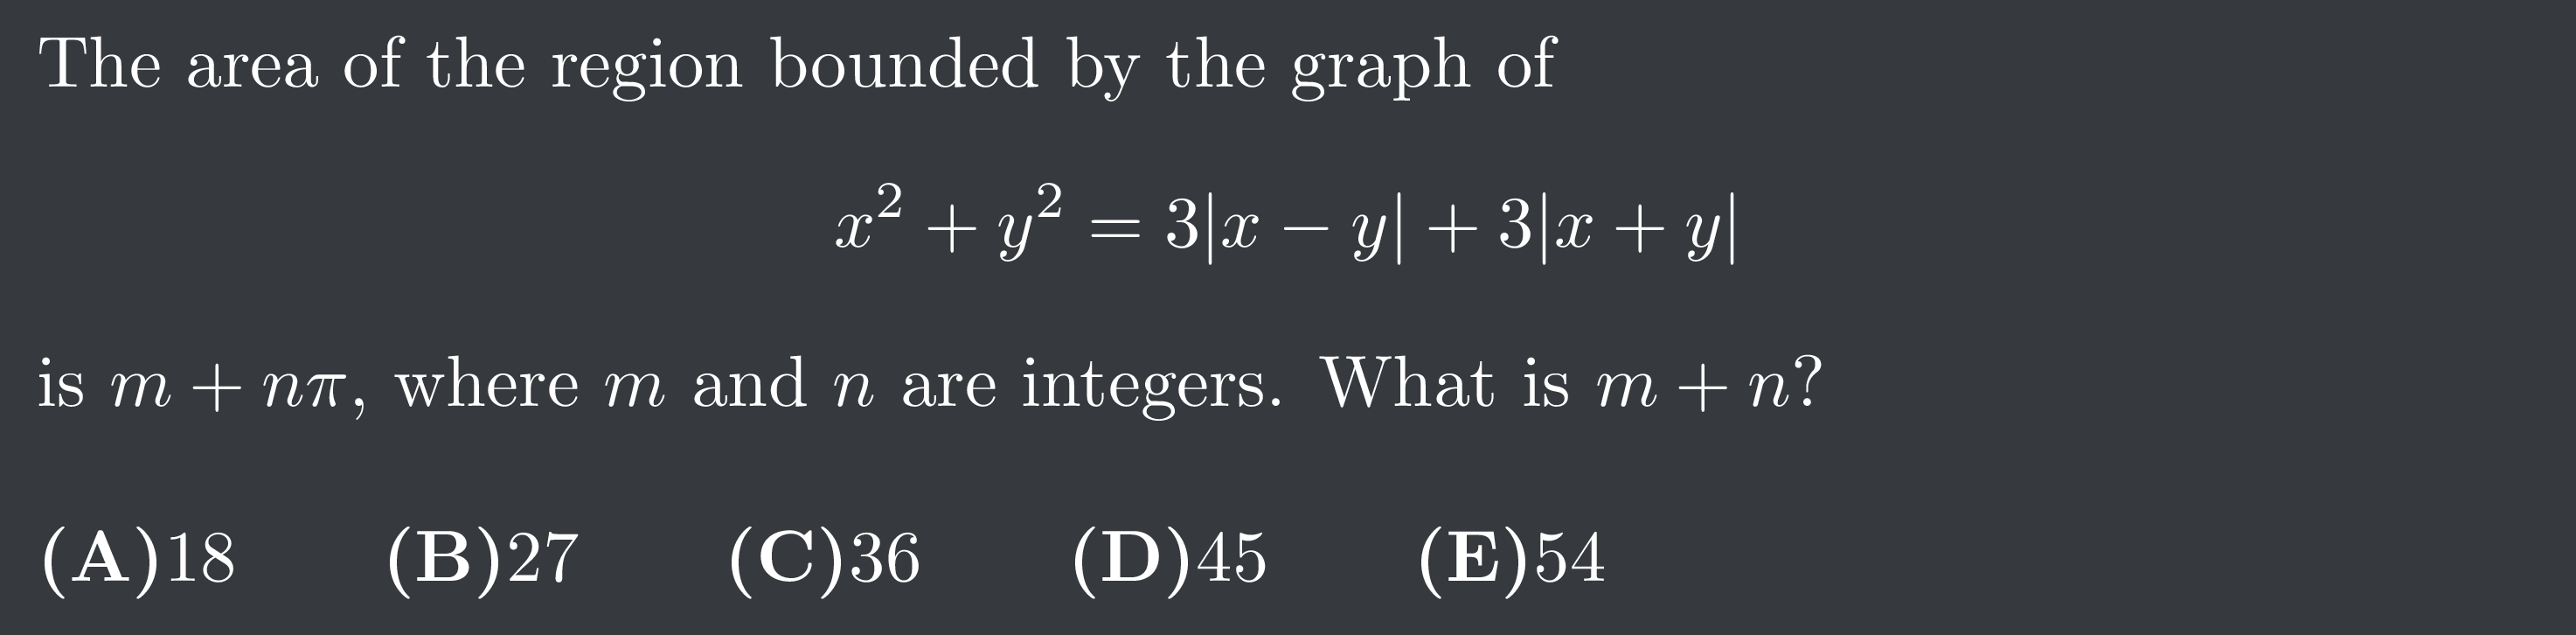 The area of the region bounded by the graph of
x² + y² = 3|x − y| + 3|x + y|
is m + nπ, where m and n are integers. What is m + n?
(A)18 (B)27 (C)36 (D)45 (E)54